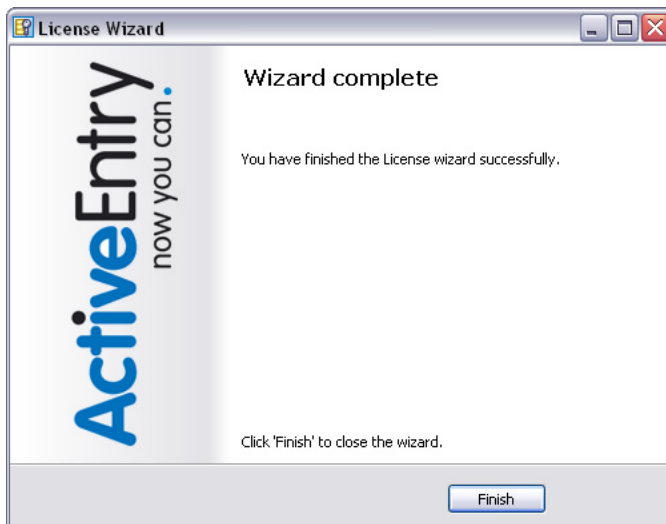 License Wizard
ActiveEntry
now you can.
Wizard complete
You have finished the License wizard successfully.
Click 'Finish' to close the wizard.
Finish